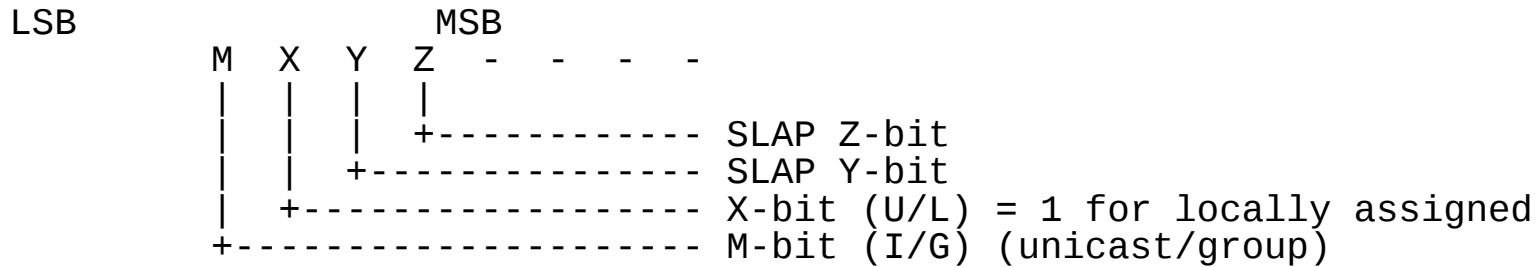 LSB                    MSB
            M   X   Y   Z   -   -   -   -
            |   |   |   |
            |   |   |   +------------ SLAP Z-bit
            |   |   +---------------- SLAP Y-bit
            |   +-------------------- X-bit (U/L) = 1 for locally assigned
            +------------------------ M-bit (I/G) (unicast/group)